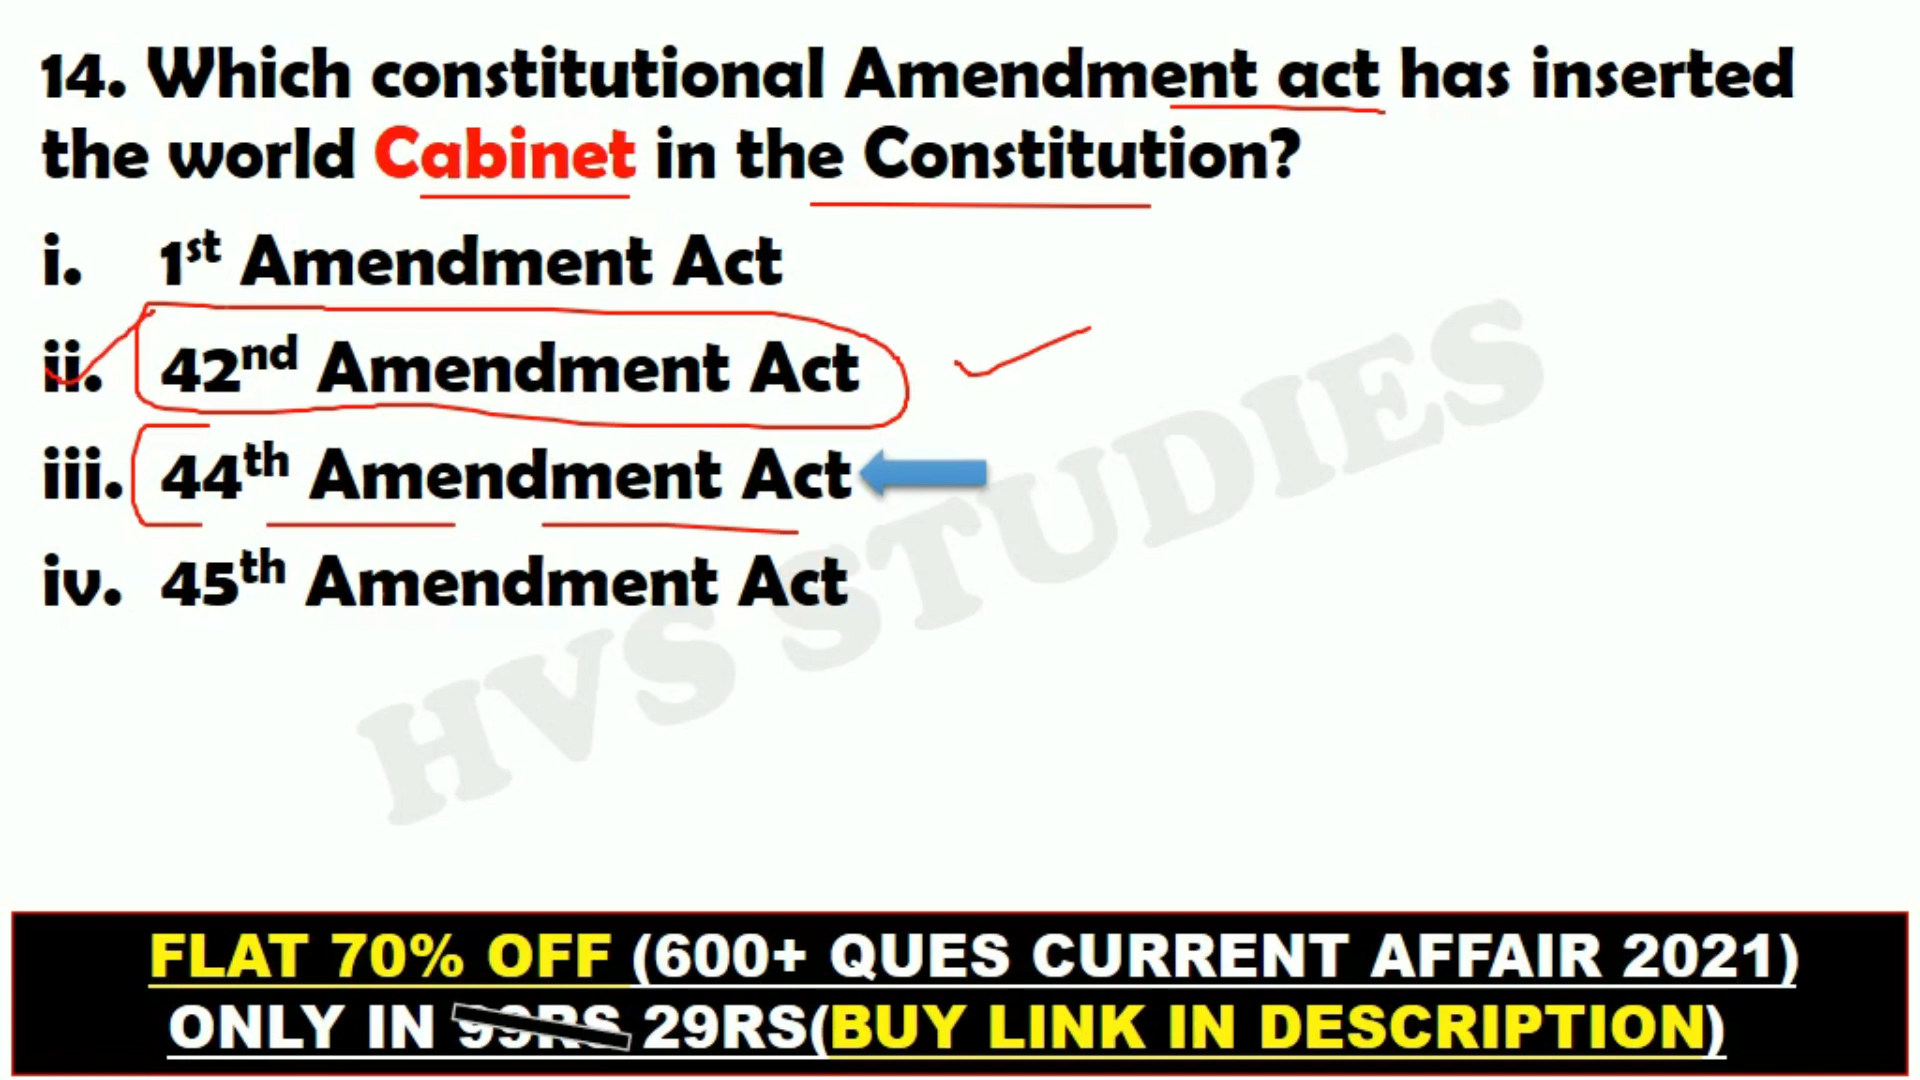 14. Which constitutional Amendment act has inserted
the world Cabinet in the Constitution?
i. 1st Amendment Act
ii. 42nd Amendment Act
iii. 44th Amendment Act
iv. 45th Amendment Act
HVS STUDIES
FLAT 70% OFF (600+ QUES CURRENT AFFAIR 2021)
ONLY IN 99RS 29RS(BUY LINK IN DESCRIPTION)